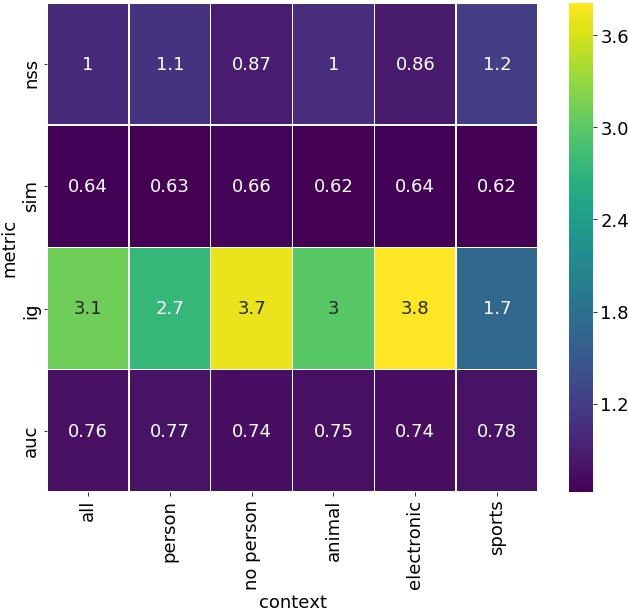 nss 1 1.1 0.87 1 0.86 1.2
sim 0.64 0.63 0.66 0.62 0.64 0.62
ig 3.1 2.7 3.7 3 3.8 1.7
auc 0.76 0.77 0.74 0.75 0.74 0.78
metric
all person no person animal electronic sports
context
3.6
3.0
2.4
1.8
1.2